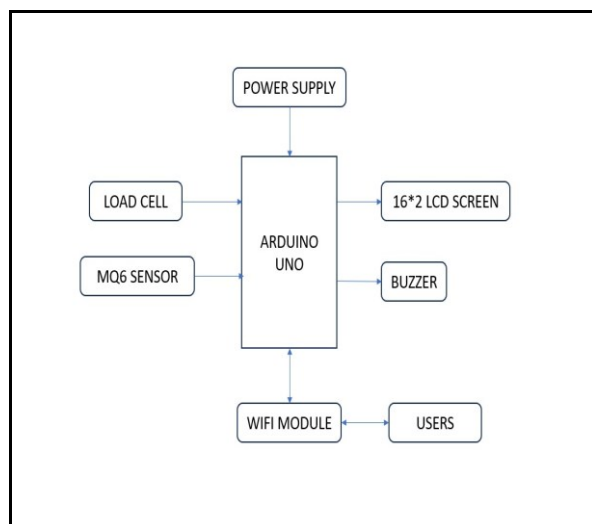 POWER SUPPLY
LOAD CELL
16*2 LCD SCREEN
ARDUINO
UNO
MQ6 SENSOR
BUZZER
WIFI MODULE
USERS